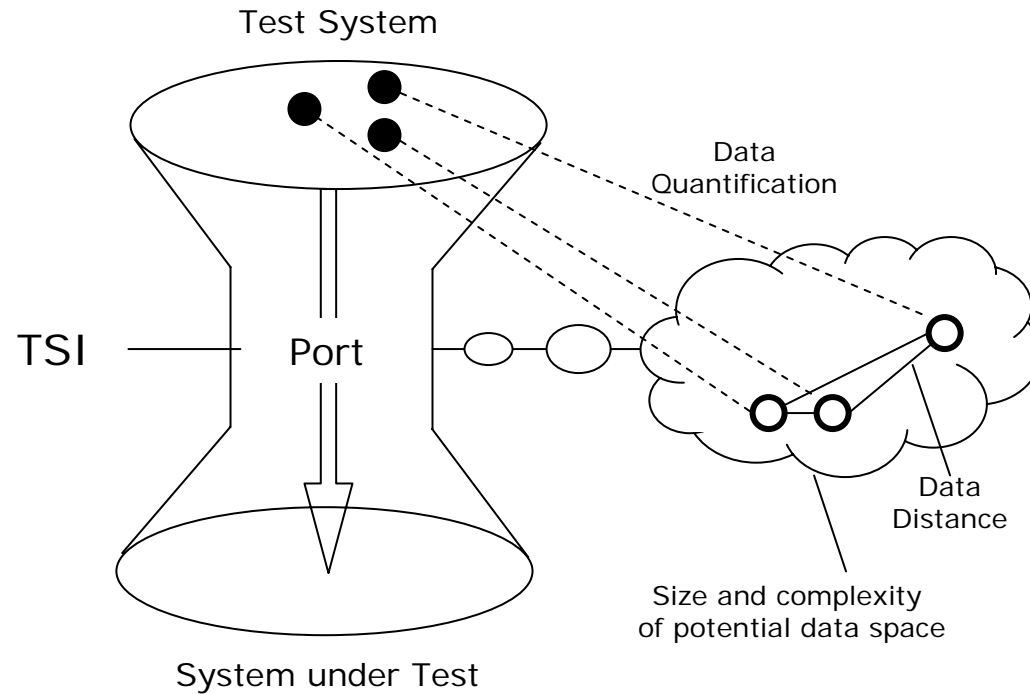 Test System
Data
Quantification
TSI
Port
Data
Distance
Size and complexity
of potential data space
System under Test